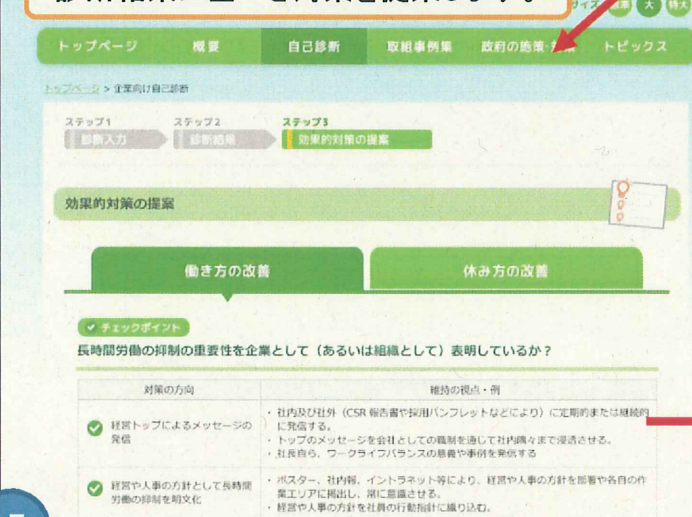 サイズ 標準 大 特大
トップページ 概要 自己診断 取組事例集 政府の施策・ トピックス
トップページ > 企業向け自己診断
ステップ1 ステップ2 ステップ3
診断入力 診断結果 効果的対策の提案
効果的対策の提案
働き方の改善 休み方の改善
チェックポイント
長時間労働の抑制の重要性を企業として（あるいは組織として）表明しているか？
対策の方向 維持の視点・例
経営トップによるメッセージの
発信
・ 社内及び社外（CSR 報告書や採用パンフレットなどにより）に定期的または継続的
に発信する。
・ トップのメッセージを会社としての職制を通じて社内隅々まで浸透させる。
・ 社長自ら、ワークライフバランスの意義や事例を発信する
経営や人事の方針として長時間
労働の抑制を明文化
・ ポスター、社内報、イントラネット等により、経営や人事の方針を部署や各自の作
業エリアに掲出し、常に意識させる。
・ 経営や人事の方針を社員の行動指針に織り込む。